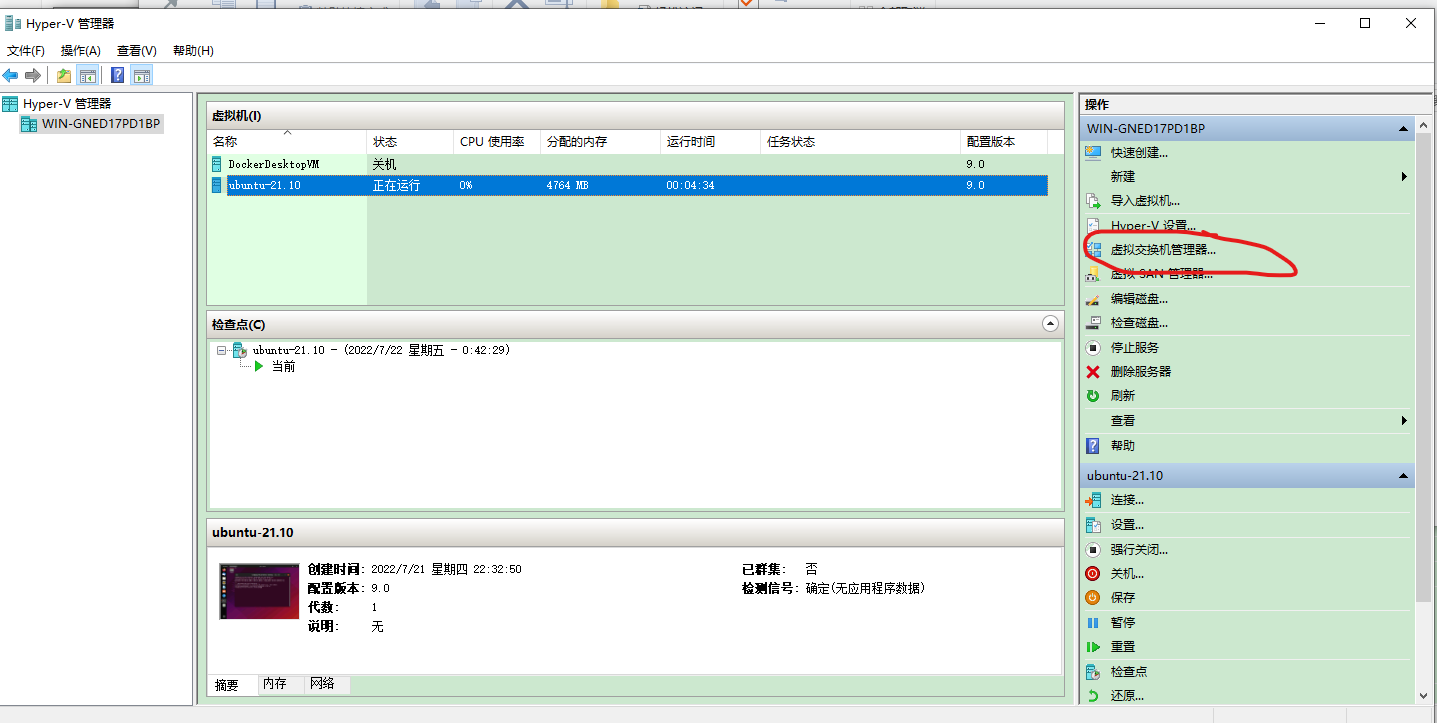 Hyper-V 管理器
文件(F) 操作(A) 查看(V) 帮助(H)
Hyper-V 管理器
WIN-GNED17PD1BP
虚拟机(I)
名称 状态 CPU 使用率 分配的内存 运行时间 任务状态 配置版本
DockerDesktopVM 关机 9.0
ubuntu-21.10 正在运行 0% 4764 MB 00:04:34 9.0
检查点(C)
ubuntu-21.10 - (2022/7/22 星期五 - 0:42:29)
当前
ubuntu-21.10
创建时间: 2022/7/21 星期四 22:32:50 已群集: 否
配置版本: 9.0 检测信号: 确定(无应用程序数据)
代数: 1
说明: 无
摘要 内存 网络
操作
WIN-GNED17PD1BP
快速创建...
新建
导入虚拟机...
Hyper-V 设置...
虚拟交换机管理器...
虚拟 SAN 管理器...
编辑磁盘...
检查磁盘...
停止服务
删除服务器
刷新
查看
帮助
ubuntu-21.10
连接...
设置...
强行关闭...
关机...
保存
暂停
重置
检查点
还原...